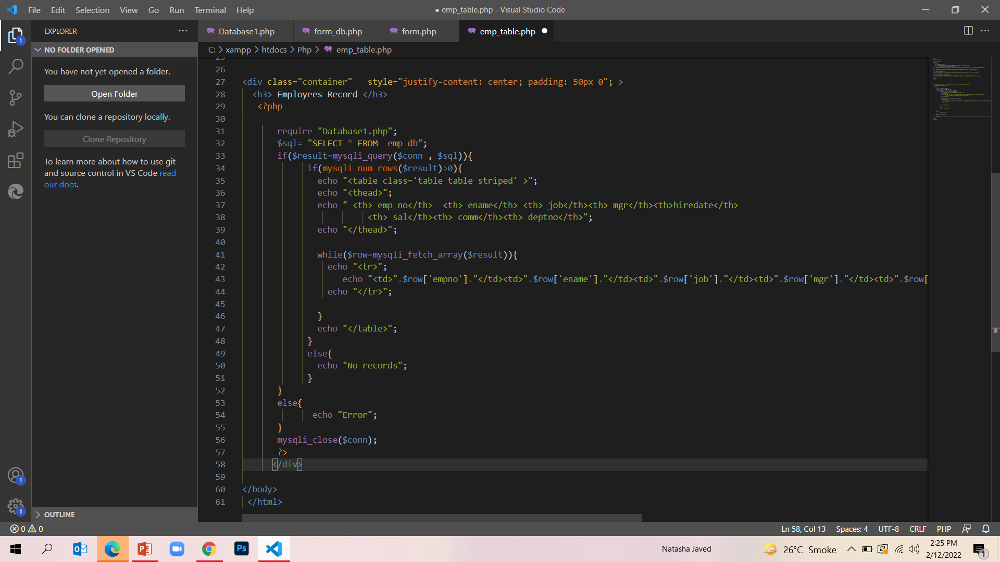 File Edit Selection View Go Run Terminal Help
● emp_table.php - Visual Studio Code
EXPLORER
Database1.php
form_db.php
form.php
emp_table.php
NO FOLDER OPENED
C: > xampp > htdocs > Php > emp_table.php
You have not yet opened a folder.
Open Folder
You can clone a repository locally.
Clone Repository
To learn more about how to use git
and source control in VS Code read
our docs.
OUTLINE
25
26
27 <div class="container"   style="justify-content: center; padding: 50px 0"; >
28 <h3> Employees Record </h3>
29 <?php
30
31 require "Database1.php";
32 $sql= "SELECT * FROM  emp_db";
33 if($result=mysqli_query($conn , $sql)){
34 if(mysqli_num_rows($result)>0){
35 echo "<table class='table table striped' >";
36 echo "<thead>";
37 echo " <th> emp_no</th>  <th> ename</th> <th> job</th><th> mgr</th><th>hiredate</th>
38 <th> sal</th><th> comm</th><th> deptno</th>";
39 echo "</thead>";
40
41 while($row=mysqli_fetch_array($result)){
42 echo "<tr>";
43 echo "<td>".$row['empno']."</td><td>".$row['ename']."</td><td>".$row['job']."</td><td>".$row['mgr']."</td><td>".$row[
44 echo "</tr>";
45
46 }
47 echo "</table>";
48 }
49 else{
50 echo "No records";
51 }
52 }
53 else{
54 echo "Error";
55 }
56 mysqli_close($conn);
57 ?>
58 </div>
59
60 </body>
61 </html>
1
1
1
0 0
Ln 58, Col 13 Spaces: 4 UTF-8 CRLF PHP
Ps
Natasha Javed
26°C Smoke
2:25 PM
2/12/2022
1